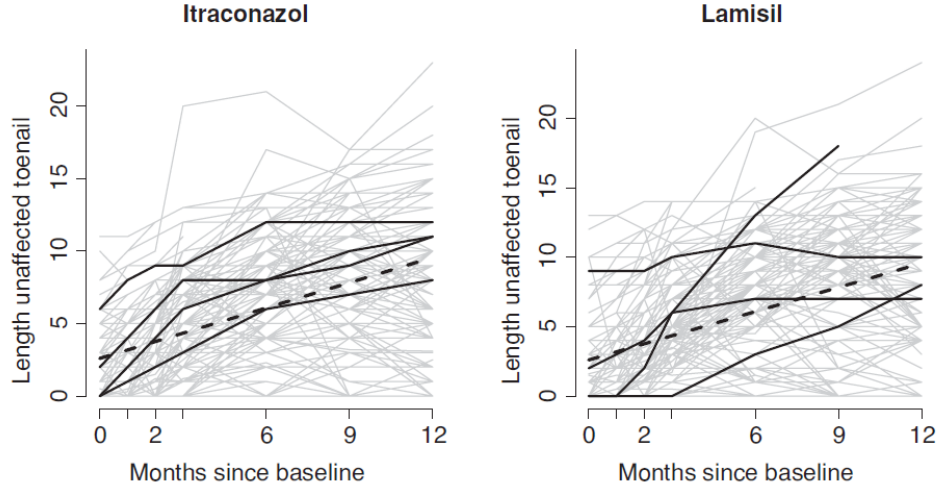 Itraconazol
Length unaffected toenail
0 5 10 15 20
0 2 6 9 12
Months since baseline
Lamisil
Length unaffected toenail
0 5 10 15 20
0 2 6 9 12
Months since baseline